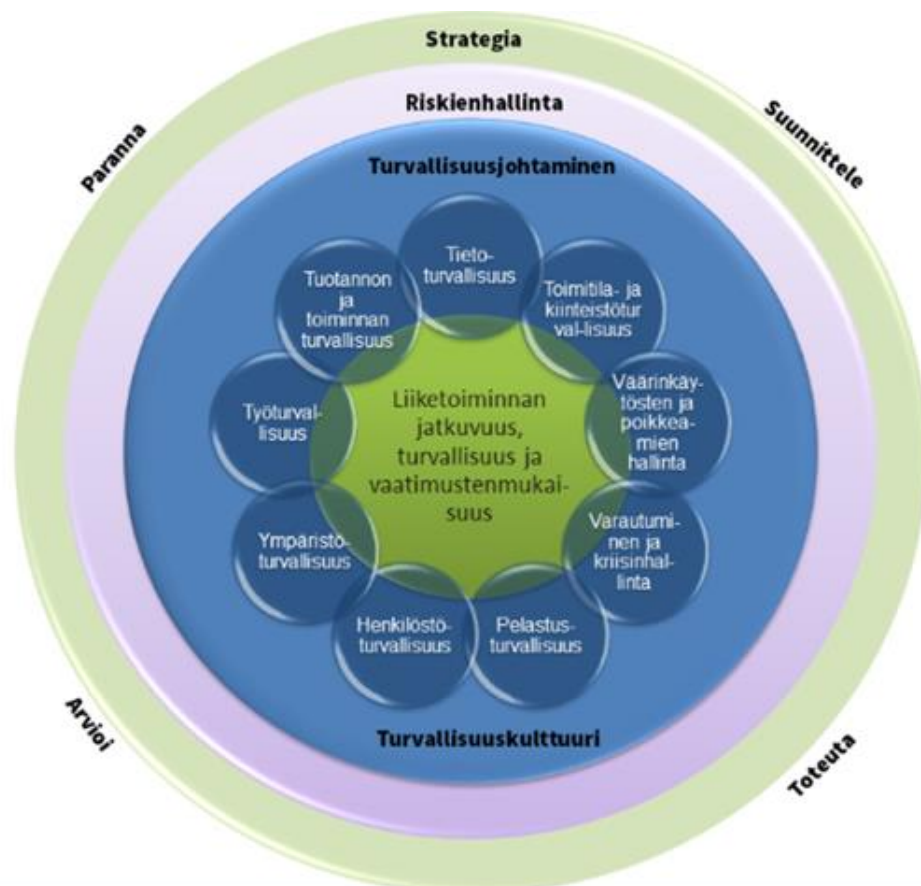 Strategia
Riskienhallinta
Paranna
Suunnittele
Turvallisuusjohtaminen
Tieto-
turvallisuus
Toimitila- ja
kiinteistötur
val-lisuus
Väärinkäy-
tösten ja
poikkea-
mien
hallinta
Varautumi-
nen ja
kriisinhal-
linta
Pelastus-
turvallisuus
Henkilöstö-
turvallisuus
Ympäristö-
turvallisuus
Työturval-
lisuus
Tuotannon
ja
toiminnan
turvallisuus
Liiketoiminnan
jatkuvuus,
turvallisuus ja
vaatimustenmukai-
suus
Turvallisuuskulttuuri
Arvioi
Toteuta